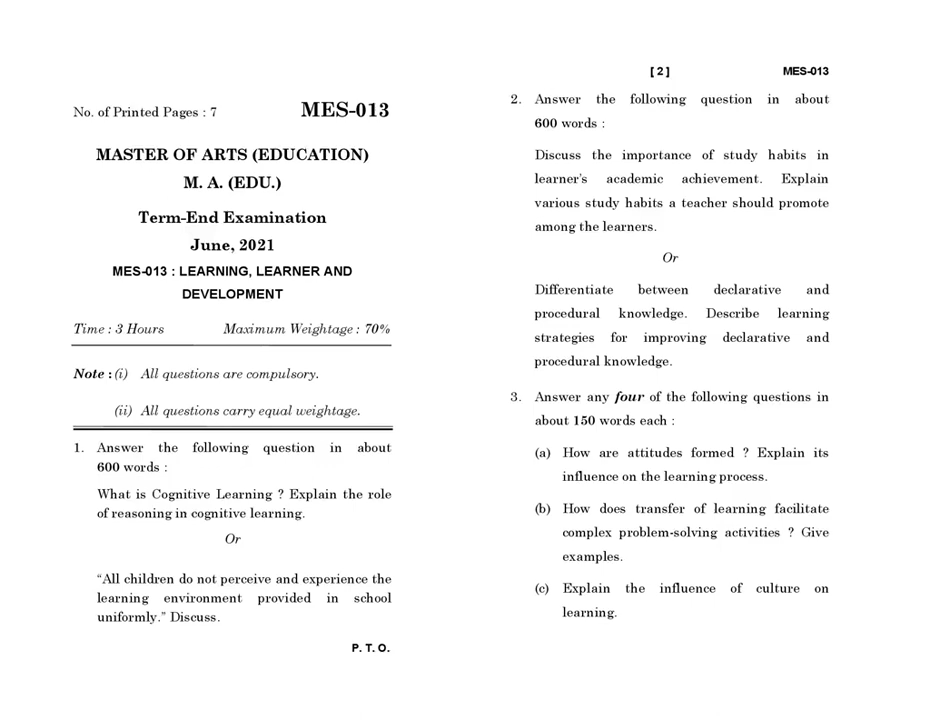 No. of Printed Pages : 7 MES-013
MASTER OF ARTS (EDUCATION)
M. A. (EDU.)
Term-End Examination
June, 2021
MES-013 : LEARNING, LEARNER AND
DEVELOPMENT
Time : 3 Hours Maximum Weightage : 70%
Note : (i) All questions are compulsory.
(ii) All questions carry equal weightage.
1. Answer the following question in about
600 words :
What is Cognitive Learning ? Explain the role
of reasoning in cognitive learning.
Or
“All children do not perceive and experience the
learning environment provided in school
uniformly.” Discuss.
P. T. O.
[ 2 ] MES-013
2. Answer the following question in about
600 words :
Discuss the importance of study habits in
learner’s academic achievement. Explain
various study habits a teacher should promote
among the learners.
Or
Differentiate between declarative and
procedural knowledge. Describe learning
strategies for improving declarative and
procedural knowledge.
3. Answer any four of the following questions in
about 150 words each :
(a) How are attitudes formed ? Explain its
influence on the learning process.
(b) How does transfer of learning facilitate
complex problem-solving activities ? Give
examples.
(c) Explain the influence of culture on
learning.